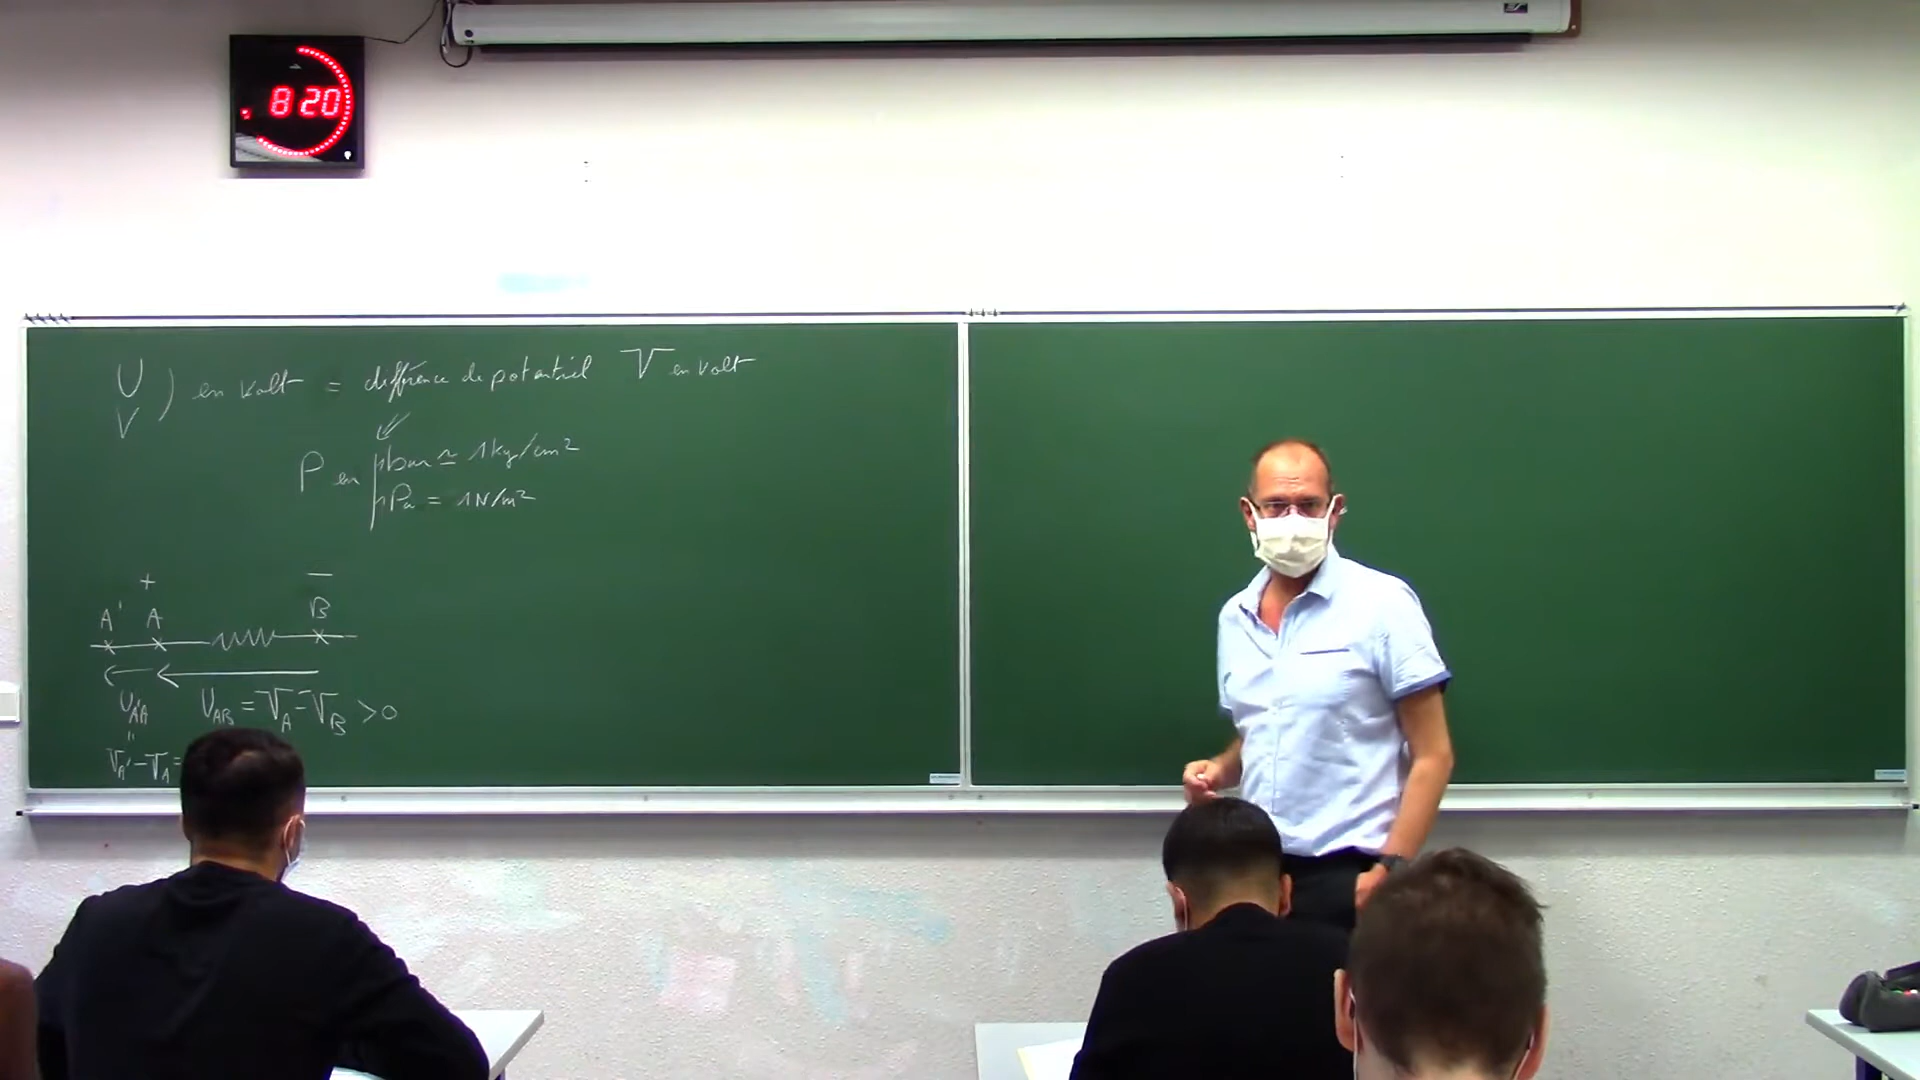 8 20
U ) en volt = différence de potentiel V en volt
V
P en bar ≃ 1kg/cm²
Pa = 1N/m²
+ −
A' A B
U_A'A U_AB = V_A − V_B > 0
"
V_A' − V_A =